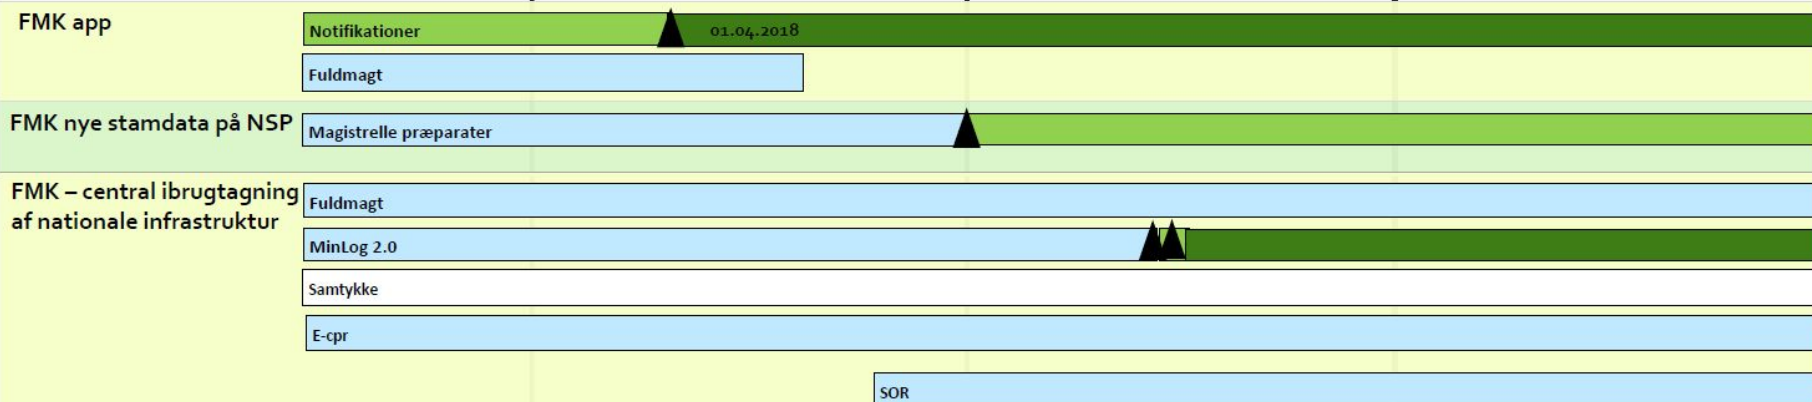 FMK app
Notifikationer
01.04.2018
Fuldmagt
FMK nye stamdata på NSP
Magistrelle præparater
FMK – central ibrugtagning
af nationale infrastruktur
Fuldmagt
MinLog 2.0
Samtykke
E-cpr
SOR